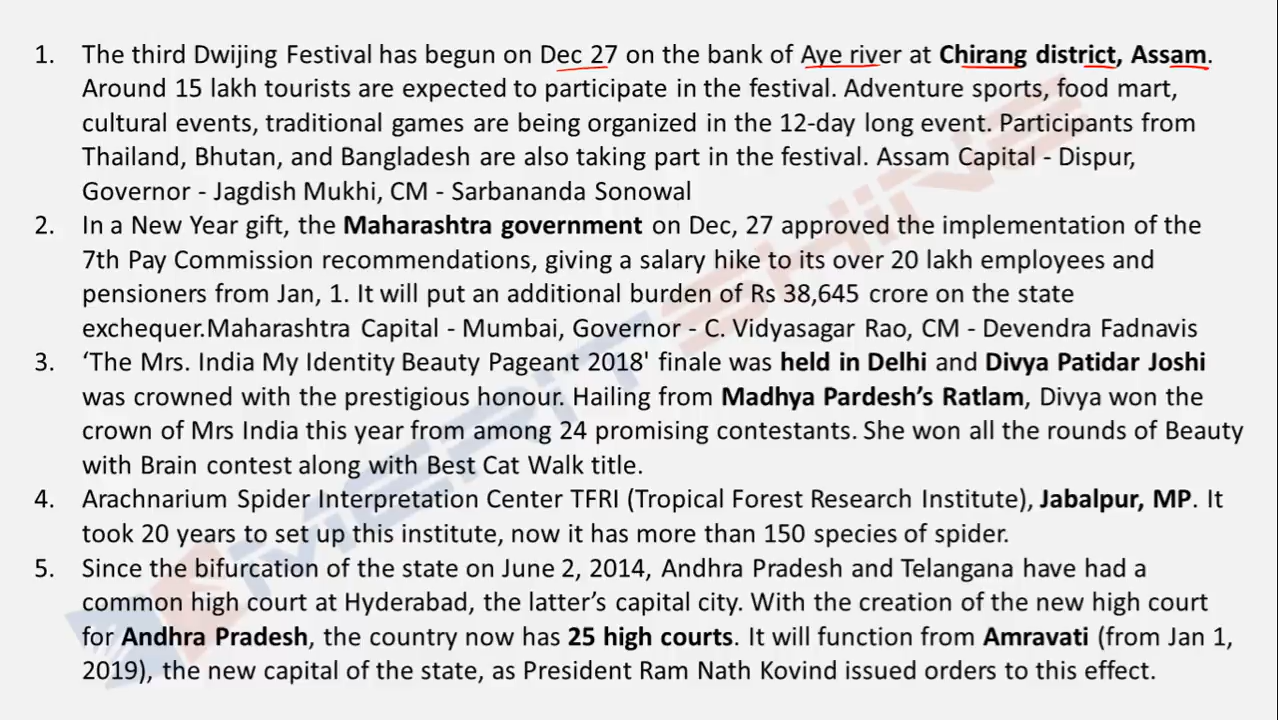 1. The third Dwijing Festival has begun on Dec 27 on the bank of Aye river at Chirang district, Assam.
Around 15 lakh tourists are expected to participate in the festival. Adventure sports, food mart,
cultural events, traditional games are being organized in the 12-day long event. Participants from
Thailand, Bhutan, and Bangladesh are also taking part in the festival. Assam Capital - Dispur,
Governor - Jagdish Mukhi, CM - Sarbananda Sonowal
2. In a New Year gift, the Maharashtra government on Dec, 27 approved the implementation of the
7th Pay Commission recommendations, giving a salary hike to its over 20 lakh employees and
pensioners from Jan, 1. It will put an additional burden of Rs 38,645 crore on the state
exchequer.Maharashtra Capital - Mumbai, Governor - C. Vidyasagar Rao, CM - Devendra Fadnavis
3. ‘The Mrs. India My Identity Beauty Pageant 2018' finale was held in Delhi and Divya Patidar Joshi
was crowned with the prestigious honour. Hailing from Madhya Pardesh’s Ratlam, Divya won the
crown of Mrs India this year from among 24 promising contestants. She won all the rounds of Beauty
with Brain contest along with Best Cat Walk title.
4. Arachnarium Spider Interpretation Center TFRI (Tropical Forest Research Institute), Jabalpur, MP. It
took 20 years to set up this institute, now it has more than 150 species of spider.
5. Since the bifurcation of the state on June 2, 2014, Andhra Pradesh and Telangana have had a
common high court at Hyderabad, the latter’s capital city. With the creation of the new high court
for Andhra Pradesh, the country now has 25 high courts. It will function from Amravati (from Jan 1,
2019), the new capital of the state, as President Ram Nath Kovind issued orders to this effect.
MERIT SHINS